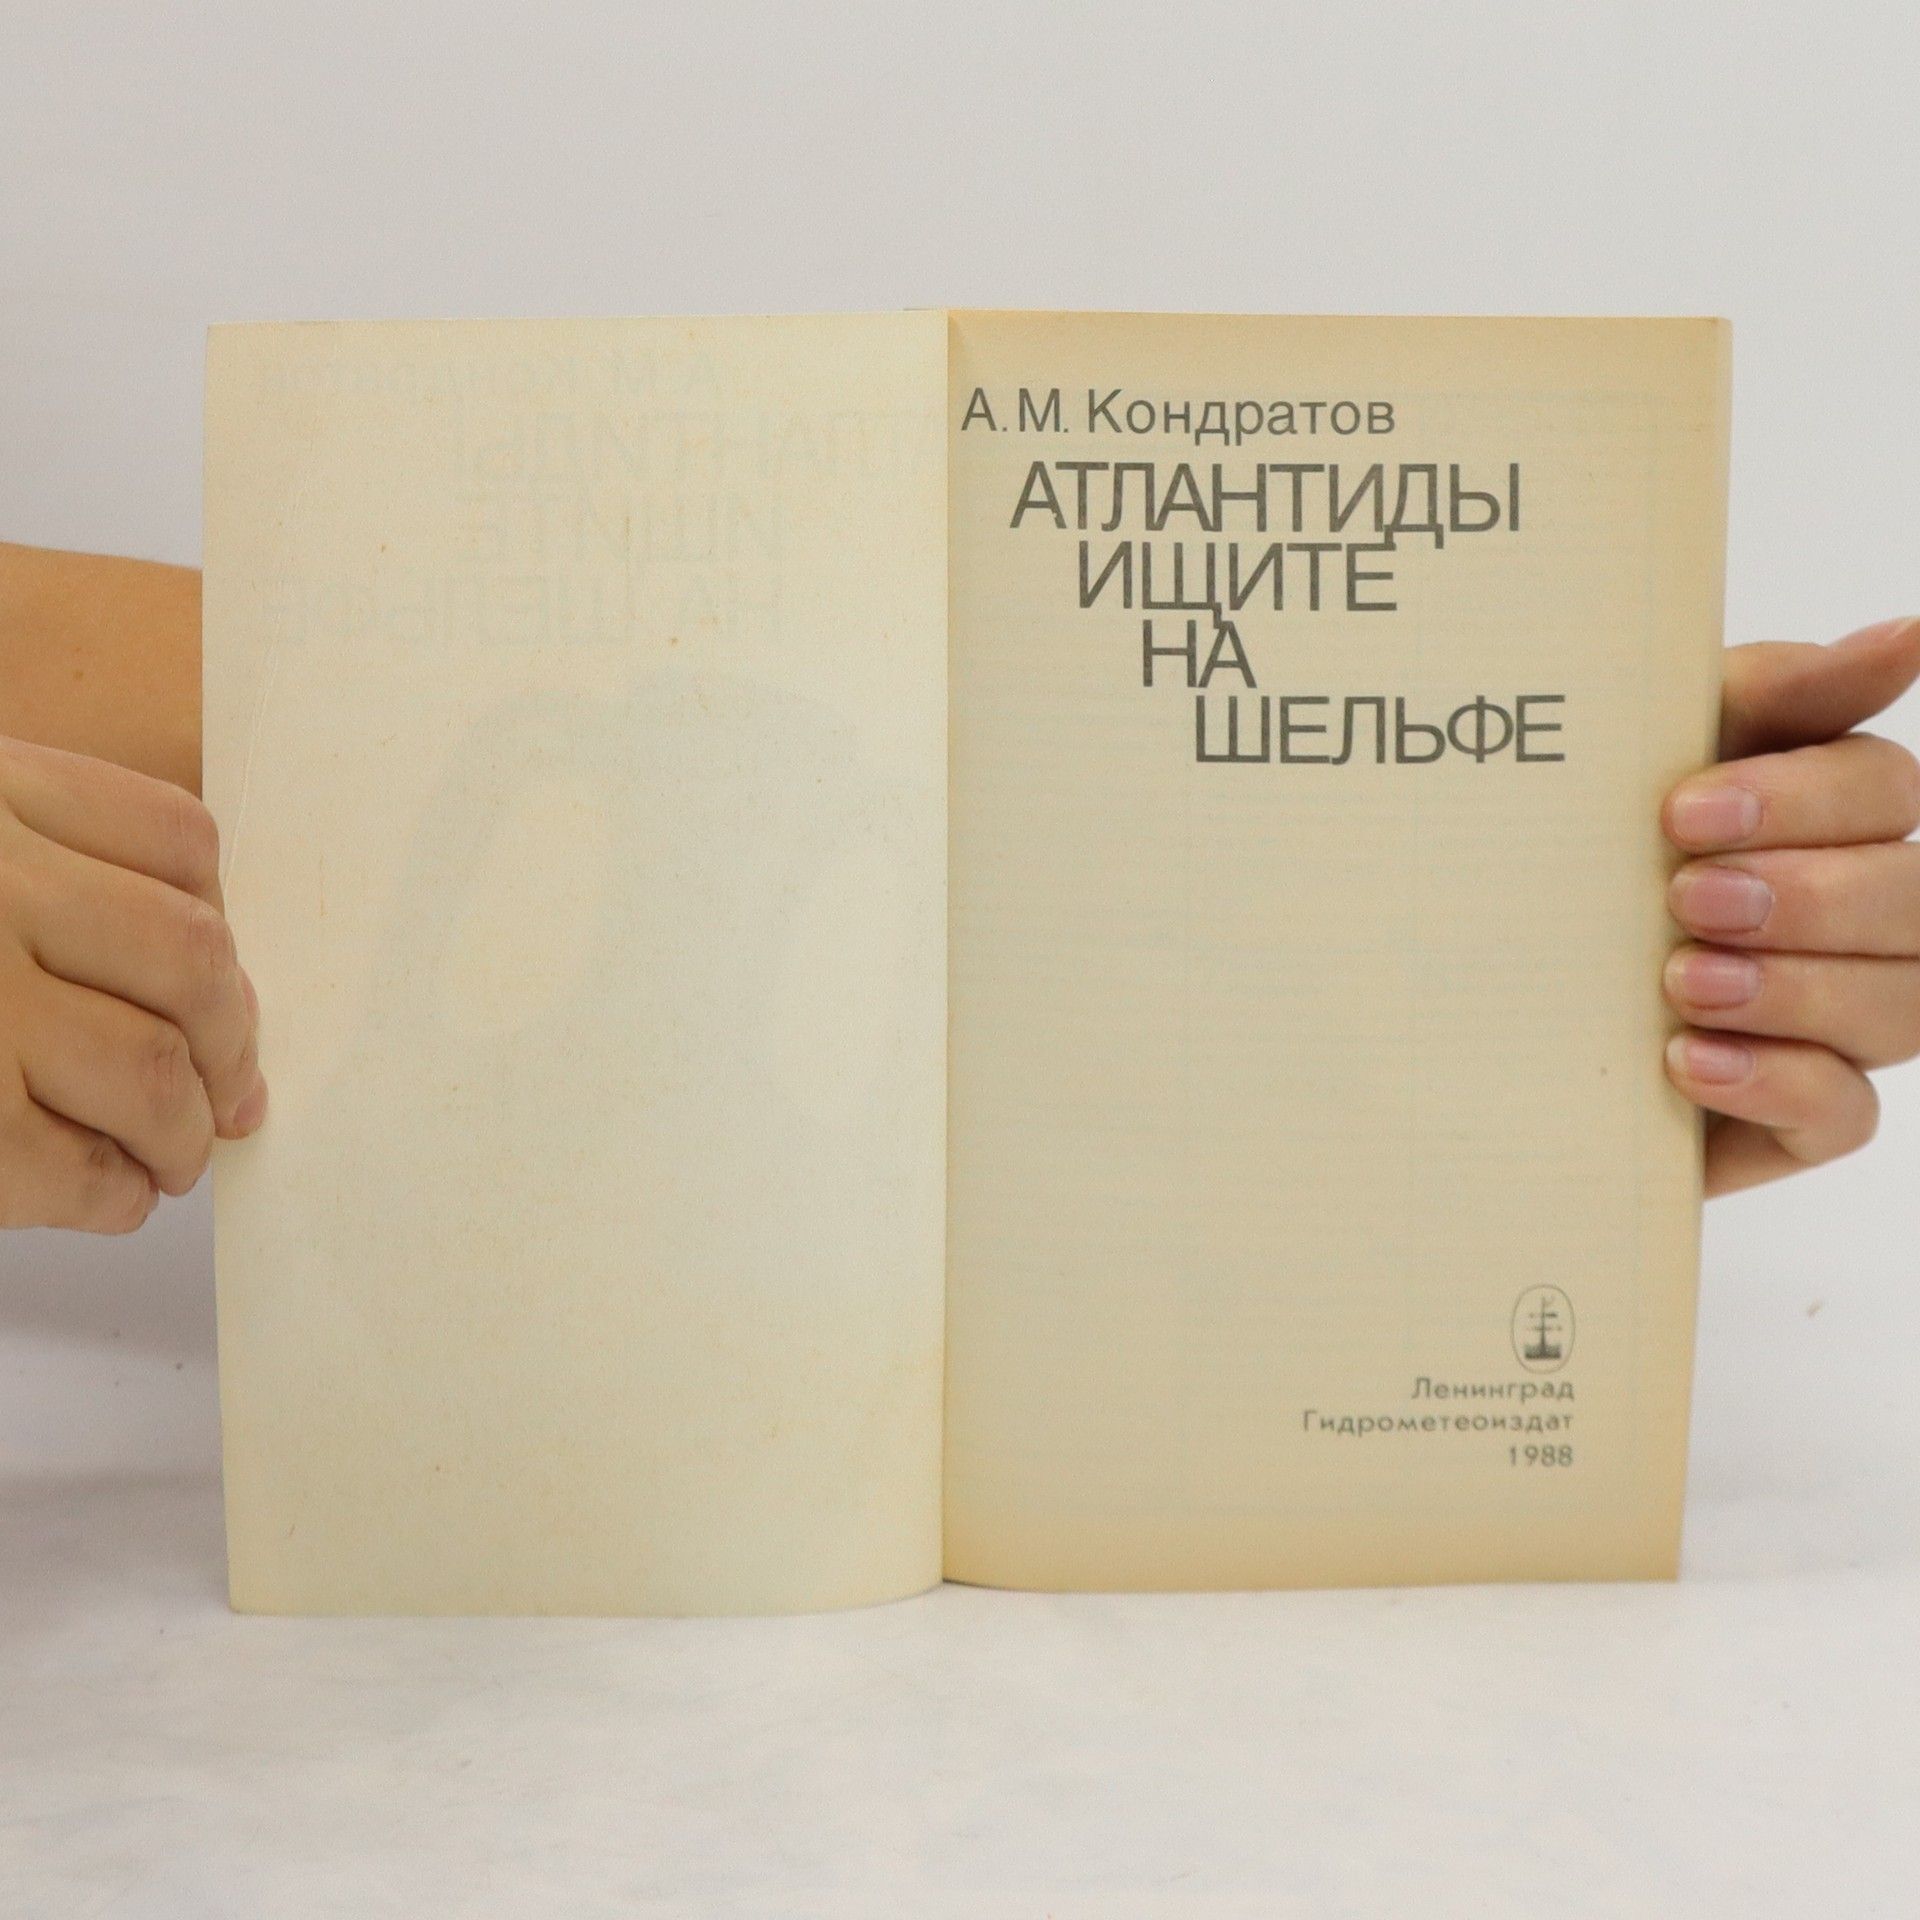 А. М. Кондратов
АТЛАНТИДЫ
ИЩИТЕ
НА
ШЕЛЬФЕ
Ленинград
Гидрометеоиздат
1988